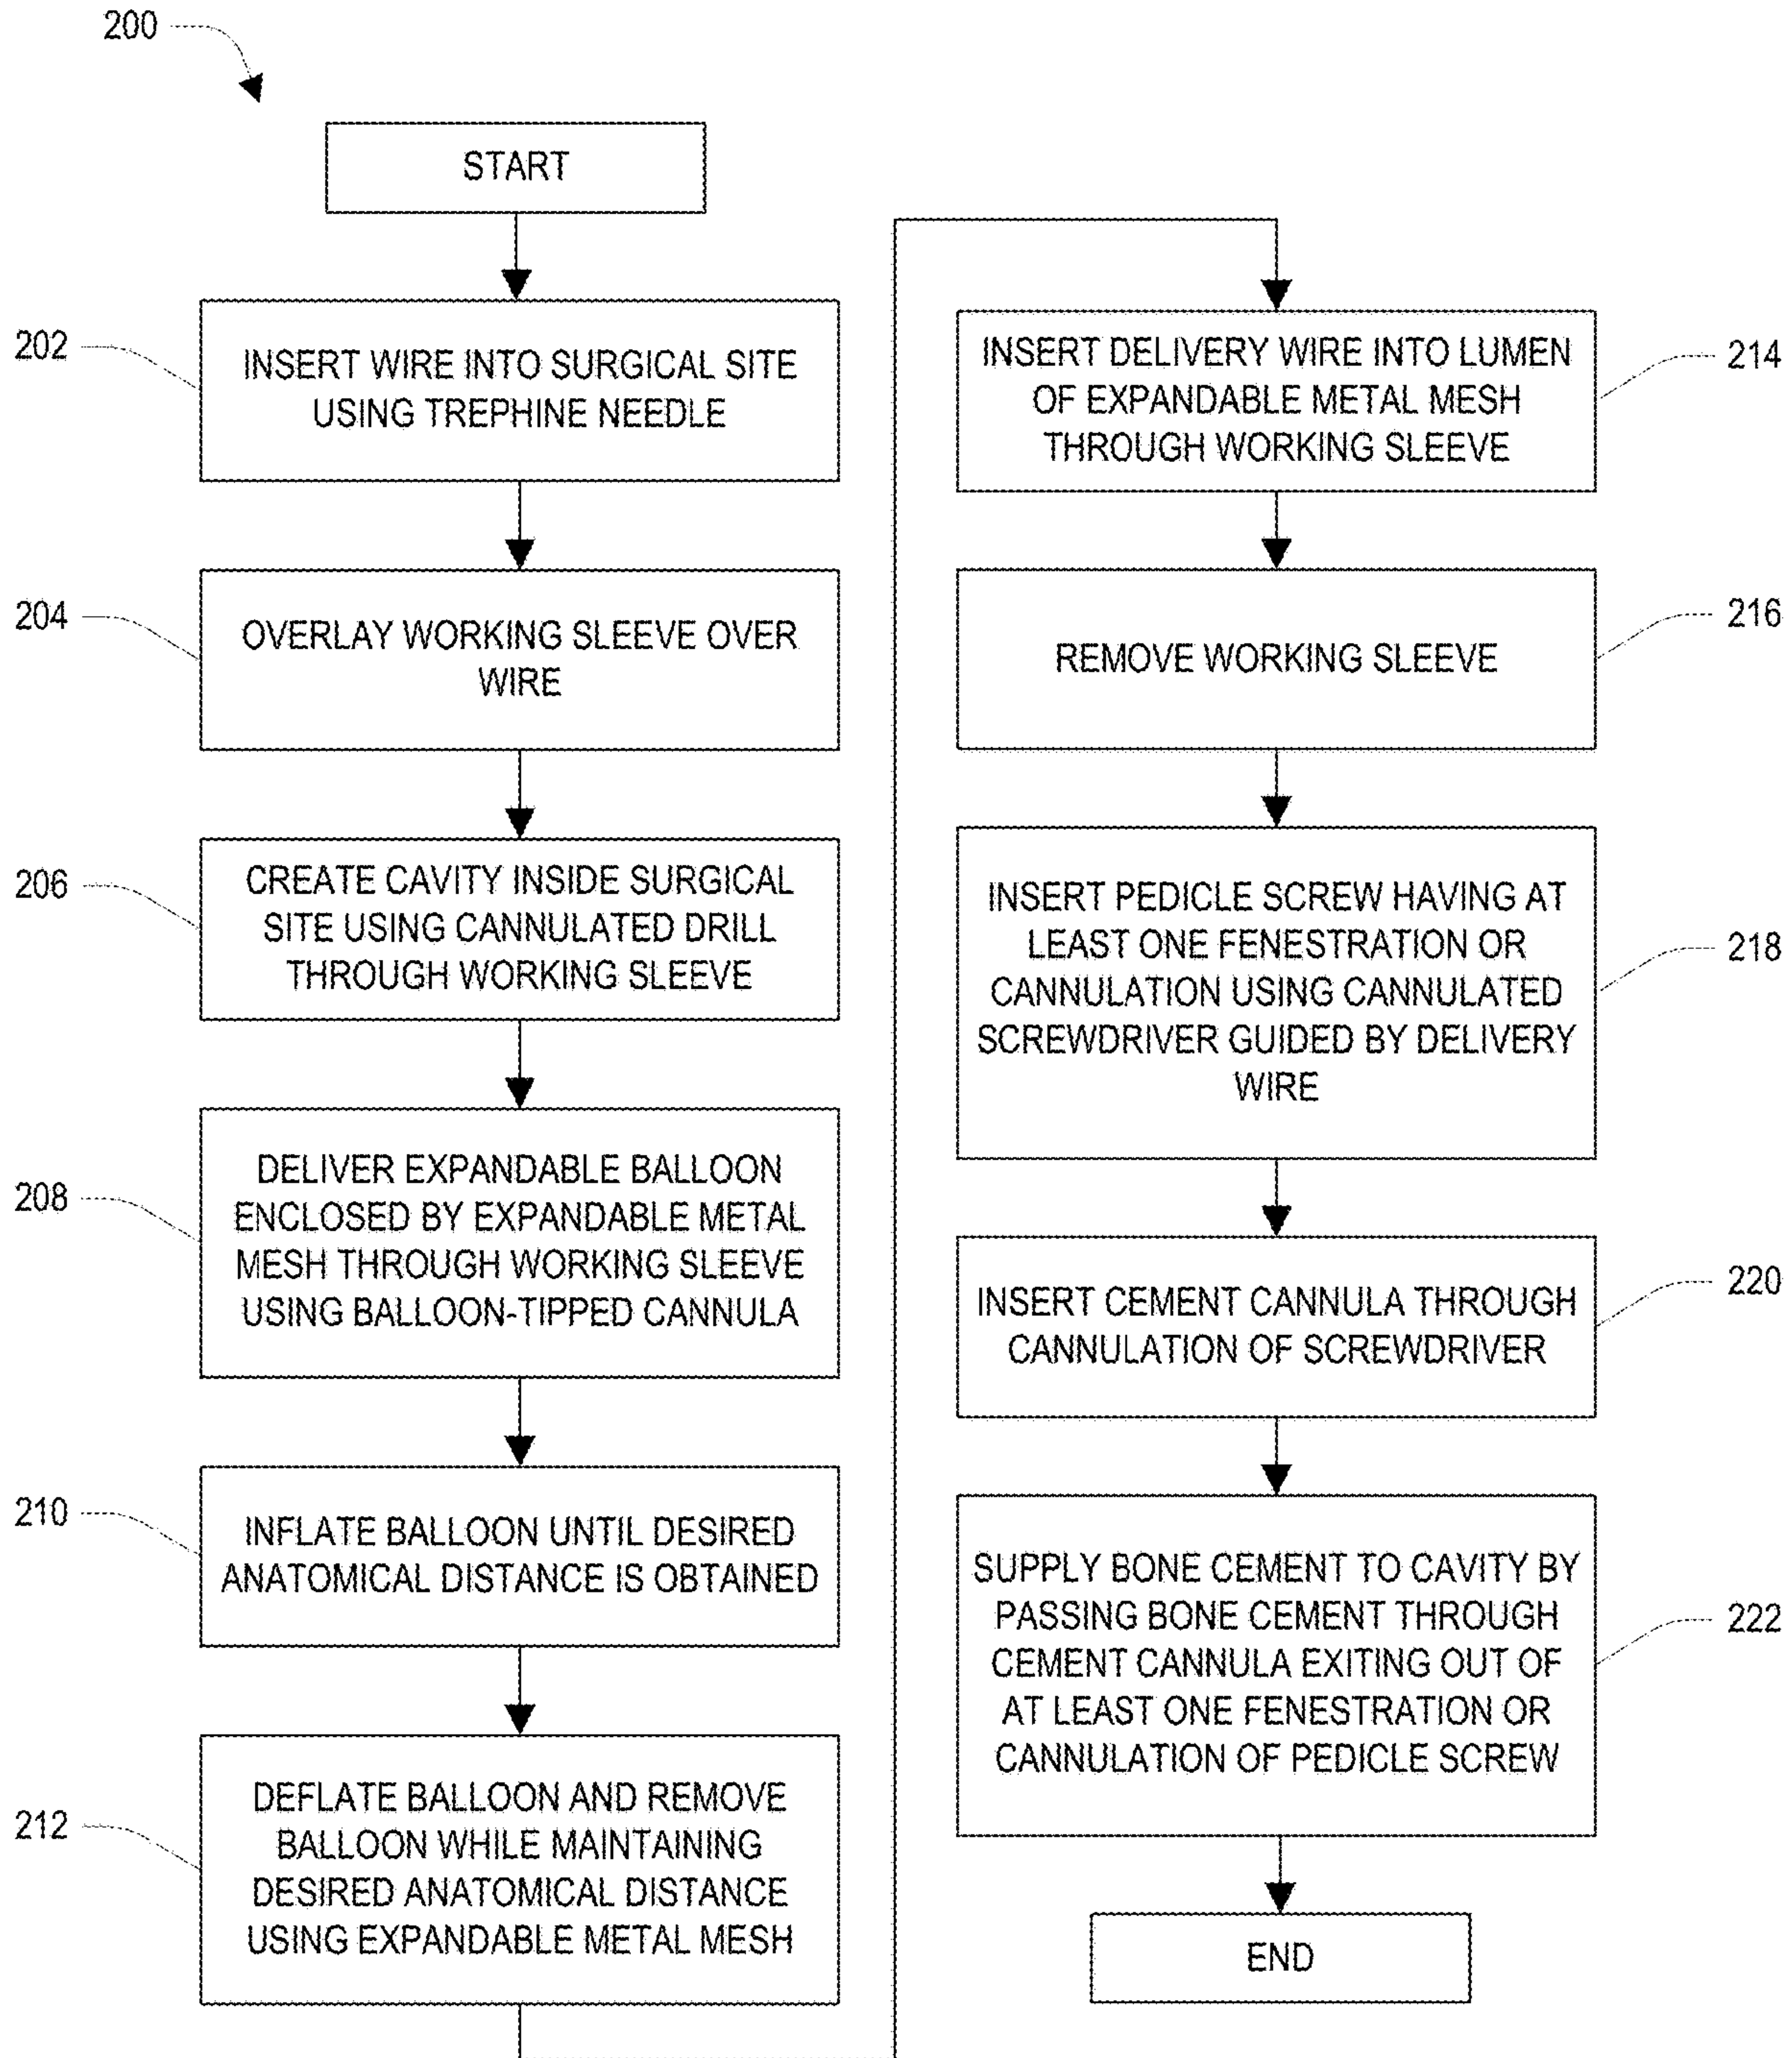 200
START
202
INSERT WIRE INTO SURGICAL SITE
USING TREPHINE NEEDLE
204
OVERLAY WORKING SLEEVE OVER
WIRE
206
CREATE CAVITY INSIDE SURGICAL
SITE USING CANNULATED DRILL
THROUGH WORKING SLEEVE
208
DELIVER EXPANDABLE BALLOON
ENCLOSED BY EXPANDABLE METAL
MESH THROUGH WORKING SLEEVE
USING BALLOON-TIPPED CANNULA
210
INFLATE BALLOON UNTIL DESIRED
ANATOMICAL DISTANCE IS OBTAINED
212
DEFLATE BALLOON AND REMOVE
BALLOON WHILE MAINTAINING
DESIRED ANATOMICAL DISTANCE
USING EXPANDABLE METAL MESH
INSERT DELIVERY WIRE INTO LUMEN
OF EXPANDABLE METAL MESH
THROUGH WORKING SLEEVE
214
REMOVE WORKING SLEEVE
216
INSERT PEDICLE SCREW HAVING AT
LEAST ONE FENESTRATION OR
CANNULATION USING CANNULATED
SCREWDRIVER GUIDED BY DELIVERY
WIRE
218
INSERT CEMENT CANNULA THROUGH
CANNULATION OF SCREWDRIVER
220
SUPPLY BONE CEMENT TO CAVITY BY
PASSING BONE CEMENT THROUGH
CEMENT CANNULA EXITING OUT OF
AT LEAST ONE FENESTRATION OR
CANNULATION OF PEDICLE SCREW
222
END